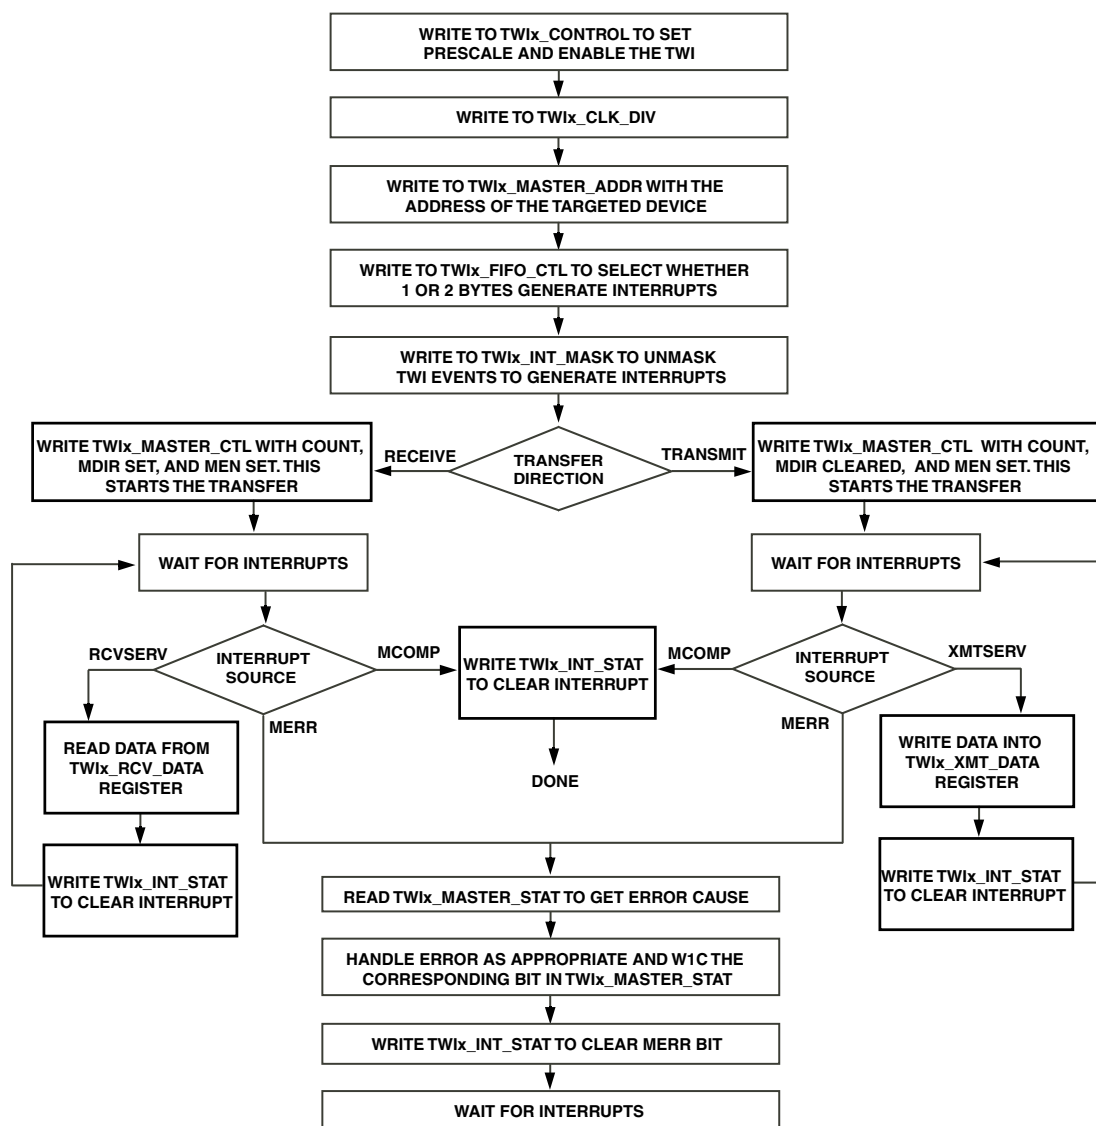 WRITE TO TWIx_CONTROL TO SET
PRESCALE AND ENABLE THE TWI
WRITE TO TWIx_CLK_DIV
WRITE TO TWIx_MASTER_ADDR WITH THE
ADDRESS OF THE TARGETED DEVICE
WRITE TO TWIx_FIFO_CTL TO SELECT WHETHER
1 OR 2 BYTES GENERATE INTERRUPTS
WRITE TO TWIx_INT_MASK TO UNMASK
TWI EVENTS TO GENERATE INTERRUPTS
WRITE TWIx_MASTER_CTL WITH COUNT,
MDIR SET, AND MEN SET. THIS
STARTS THE TRANSFER
RECEIVE
TRANSFER
DIRECTION
TRANSMIT
WRITE TWIx_MASTER_CTL WITH COUNT,
MDIR CLEARED, AND MEN SET. THIS
STARTS THE TRANSFER
WAIT FOR INTERRUPTS
WAIT FOR INTERRUPTS
RCVSERV
INTERRUPT
SOURCE
MCOMP
MERR
WRITE TWIx_INT_STAT
TO CLEAR INTERRUPT
MCOMP
INTERRUPT
SOURCE
XMTSERV
MERR
READ DATA FROM
TWIx_RCV_DATA
REGISTER
DONE
WRITE DATA INTO
TWIx_XMT_DATA
REGISTER
WRITE TWIx_INT_STAT
TO CLEAR INTERRUPT
WRITE TWIx_INT_STAT
TO CLEAR INTERRUPT
READ TWIx_MASTER_STAT TO GET ERROR CAUSE
HANDLE ERROR AS APPROPRIATE AND W1C THE
CORRESPONDING BIT IN TWIx_MASTER_STAT
WRITE TWIx_INT_STAT TO CLEAR MERR BIT
WAIT FOR INTERRUPTS